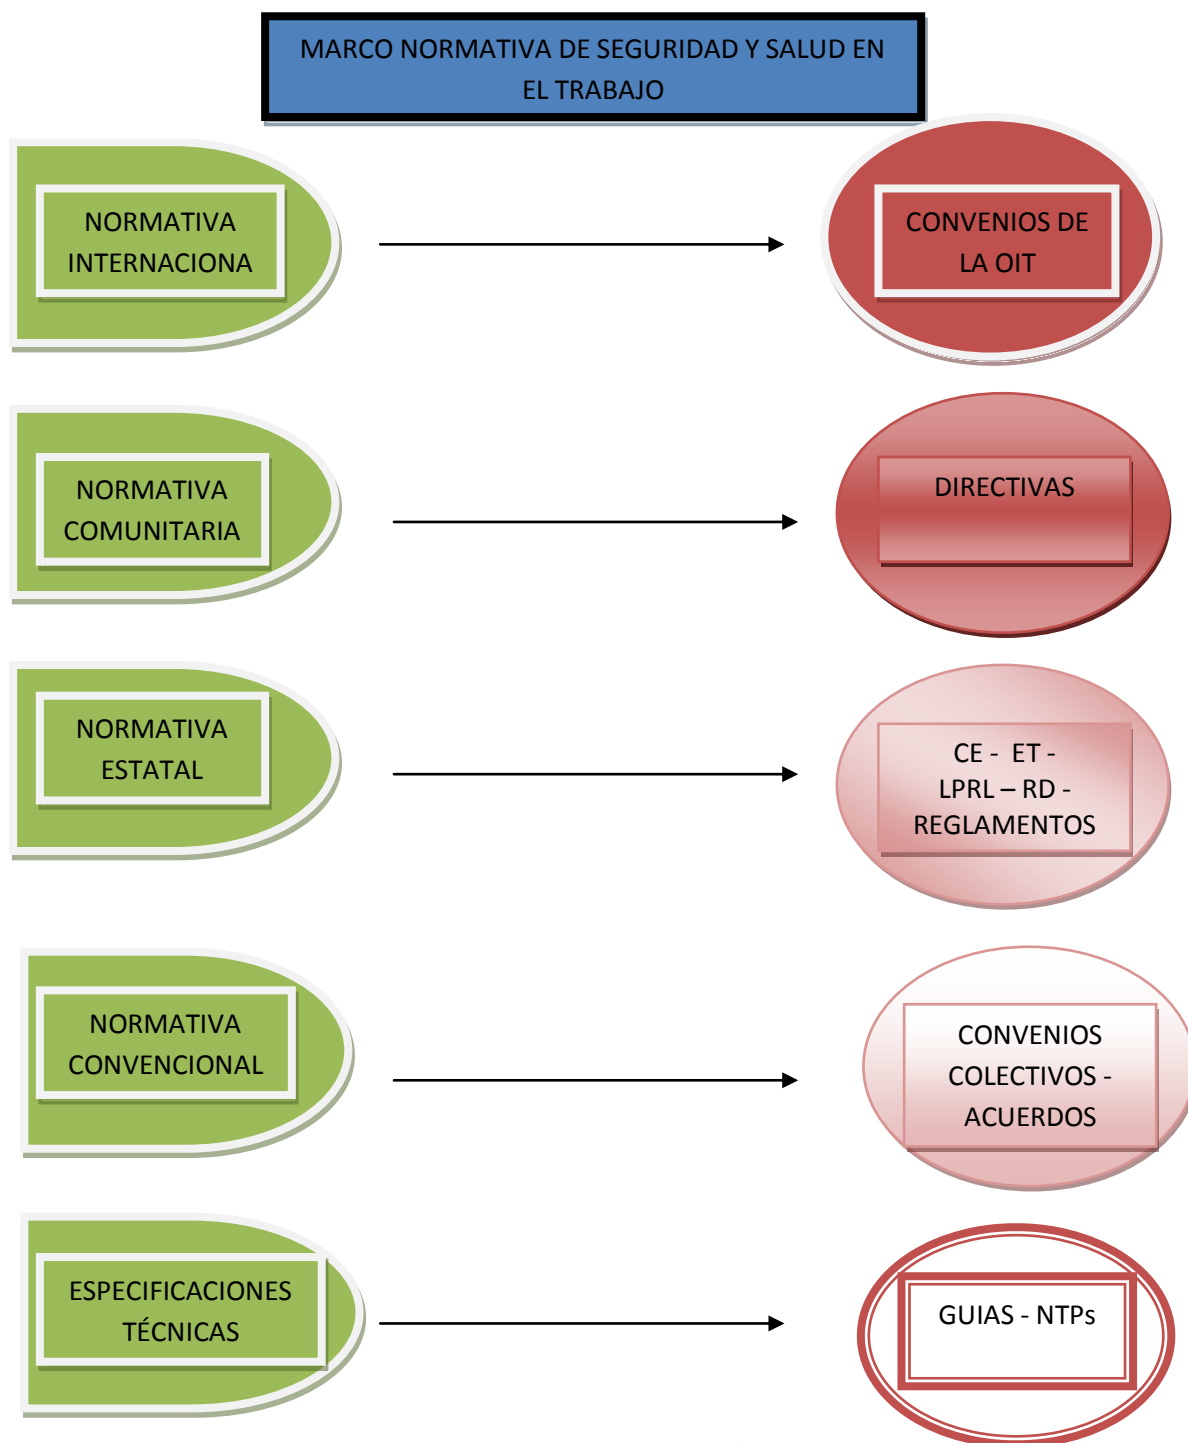 MARCO NORMATIVA DE SEGURIDAD Y SALUD EN
EL TRABAJO
NORMATIVA
INTERNACIONA
CONVENIOS DE
LA OIT
NORMATIVA
COMUNITARIA
DIRECTIVAS
NORMATIVA
ESTATAL
CE - ET -
LPRL – RD -
REGLAMENTOS
NORMATIVA
CONVENCIONAL
CONVENIOS
COLECTIVOS -
ACUERDOS
ESPECIFICACIONES
TÉCNICAS
GUIAS - NTPs